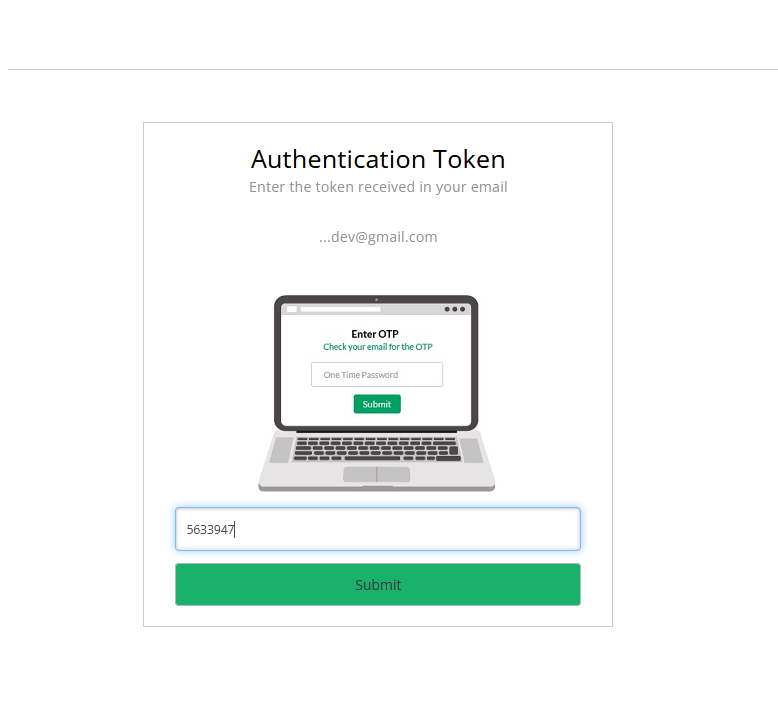 Authentication Token
Enter the token received in your email
...dev@gmail.com
Enter OTP
Check your email for the OTP
One Time Password
Submit
5633947
Submit